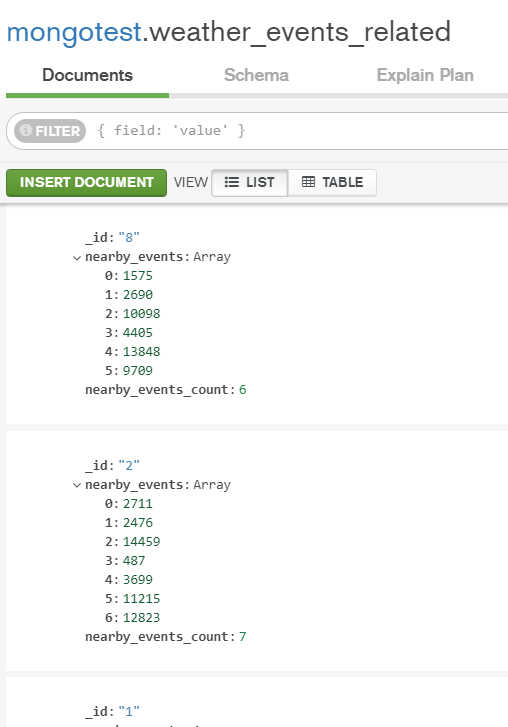 mongotest.weather_events_related
Documents Schema Explain Plan
FILTER { field: 'value' }
INSERT DOCUMENT VIEW LIST TABLE
_id: "8"
nearby_events: Array
0: 1575
1: 2690
2: 10098
3: 4405
4: 13848
5: 9709
nearby_events_count: 6
_id: "2"
nearby_events: Array
0: 2711
1: 2476
2: 14459
3: 487
4: 3699
5: 11215
6: 12823
nearby_events_count: 7
_id: "1"